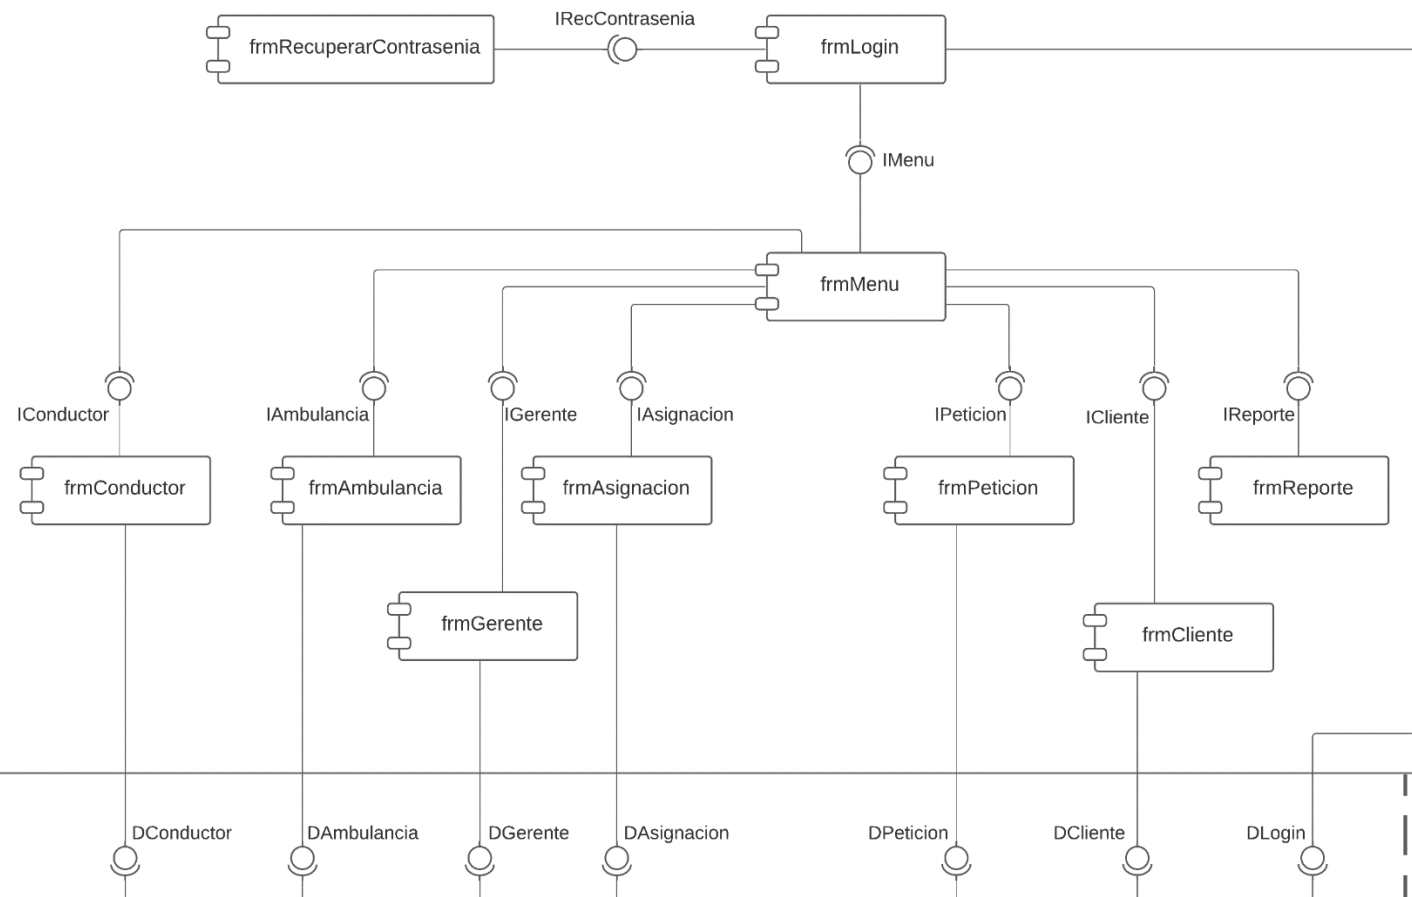 IRecContrasenia
frmRecuperarContrasenia
frmLogin
IMenu
frmMenu
IConductor
IAmbulancia
IGerente
IAsignacion
IPeticion
ICliente
IReporte
frmConductor
frmAmbulancia
frmAsignacion
frmPeticion
frmReporte
frmGerente
frmCliente
DConductor
DAmbulancia
DGerente
DAsignacion
DPeticion
DCliente
DLogin